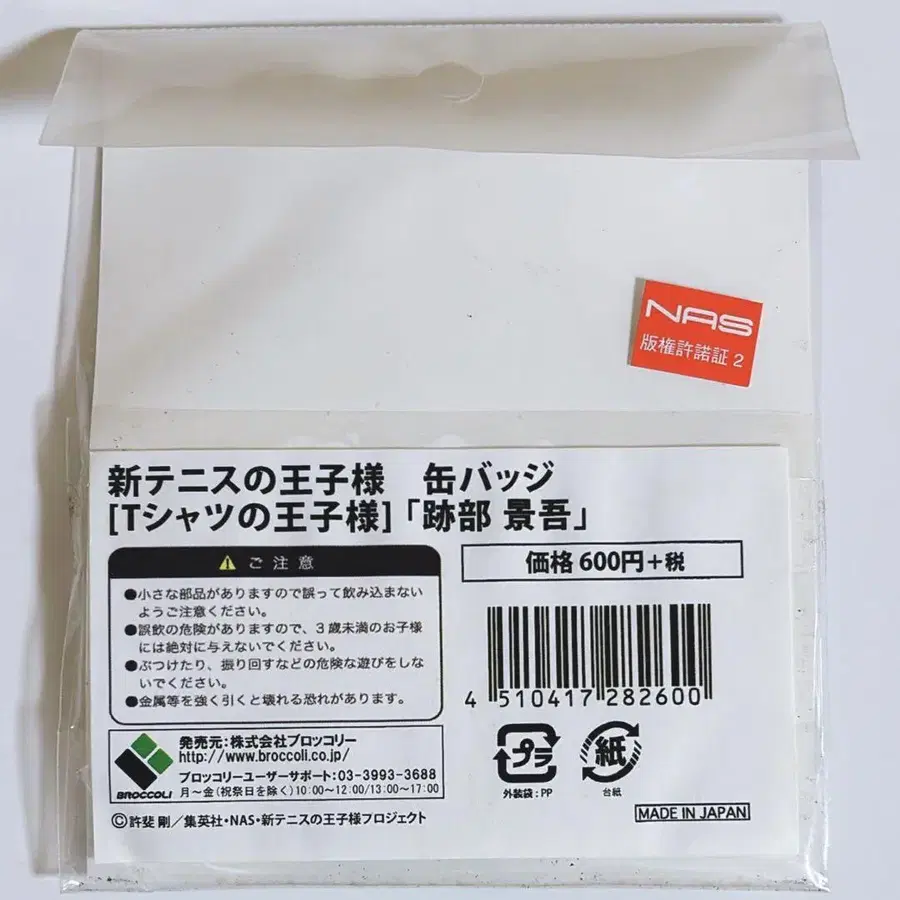 NAS
版権許諾証 2
新テニスの王子様 缶バッジ
[Tシャツの王子様]「跡部 景吾」
ご注意
●小さな部品がありますので誤って飲み込まない
ようご注意ください。
●誤飲の危険がありますので、3歳未満のお子様
には絶対に与えないでください。
●ぶつけたり、振り回すなどの危険な遊びをしな
いでください。
●金属等を強く引くと壊れる恐れがあります。
価格 600円+税
4 510417 282600
発売元:株式会社ブロッコリー
http://www.broccoli.co.jp/
ブロッコリーユーザーサポート:03-3993-3688
月~金(祝祭日を除く)10:00~12:00/13:00~17:00
BROCCOLI
プラ
外装袋:PP
紙
台紙
©許斐 剛/集英社・NAS・新テニスの王子様プロジェクト
MADE IN JAPAN